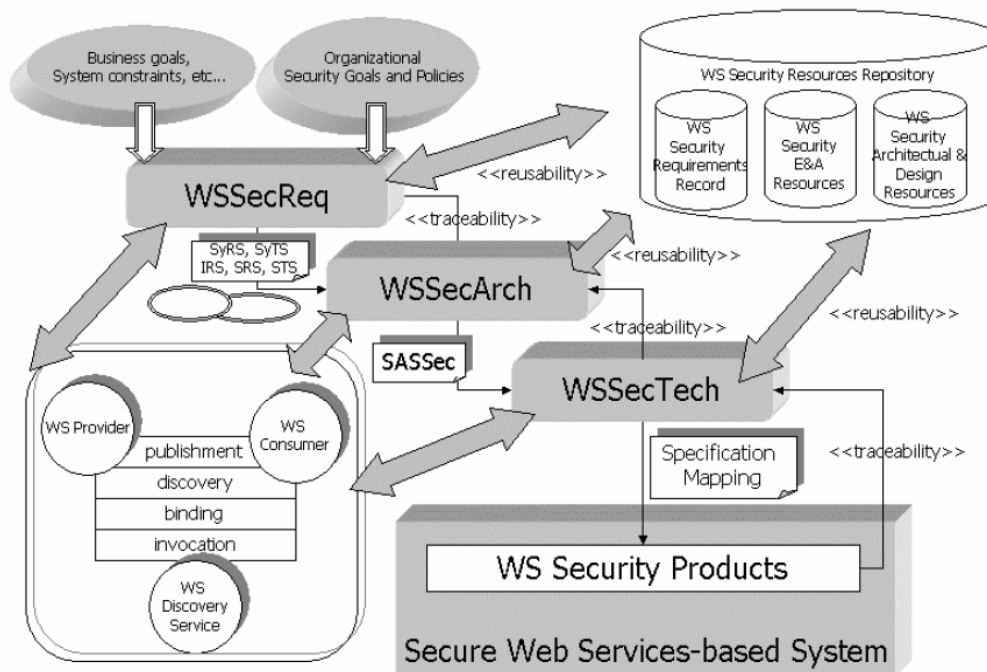 Business goals,
System constraints, etc...
Organizational
Security Goals and Policies
WS Security Resources Repository
WS
Security
Requirements
Record
WS
Security
E&A
Resources
WS
Security
Architectual &
Design
Resources
<<reusability>>
WSSecReq
<<traceability>>
SyRS, SyTS
IRS, SRS, STS
<<reusability>>
WSSecArch
<<reusability>>
<<traceability>>
SASSec
WSSecTech
WS Provider
WS
Consumer
publishment
discovery
binding
invocation
WS
Discovery
Service
Specification
Mapping
<<traceability>>
WS Security Products
Secure Web Services-based System